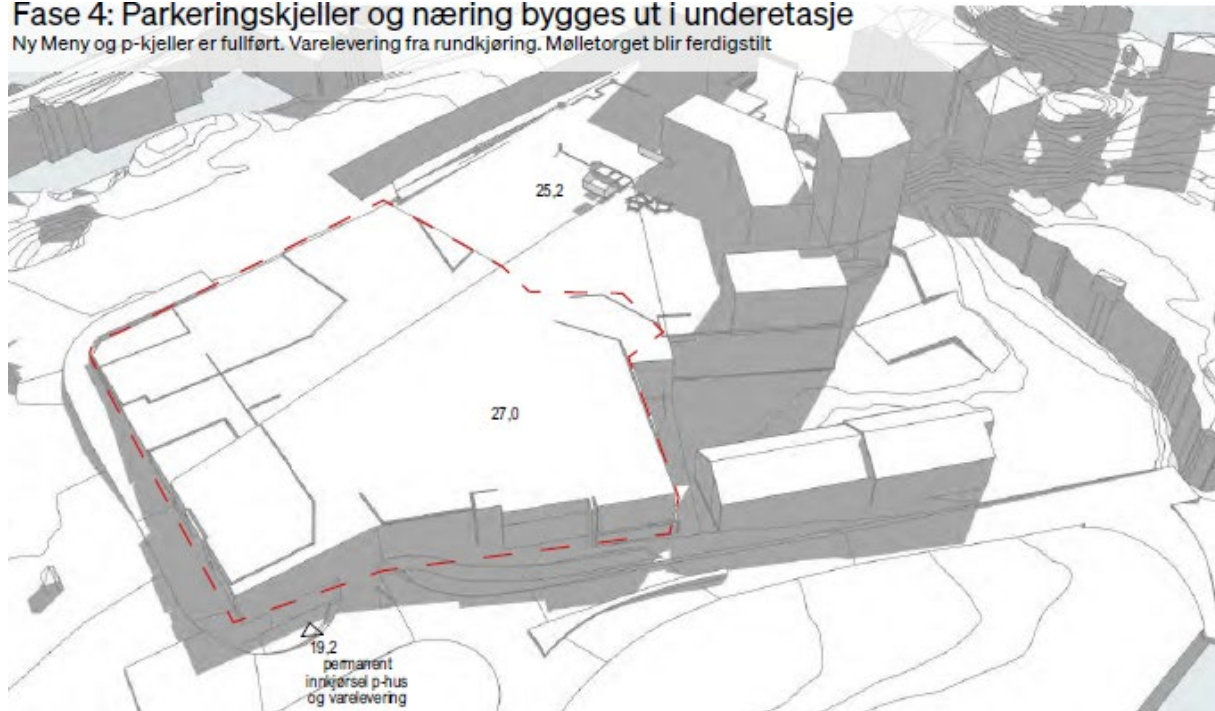 Fase 4: Parkeringskjeller og næring bygges ut i underetasje
Ny Meny og p-kjeller er fullført. Varelevering fra rundkjøring. Mølletorget blir ferdigstilt
25,2
27,0
19,2
permanent
innkjørsel p-hus
og varelevering